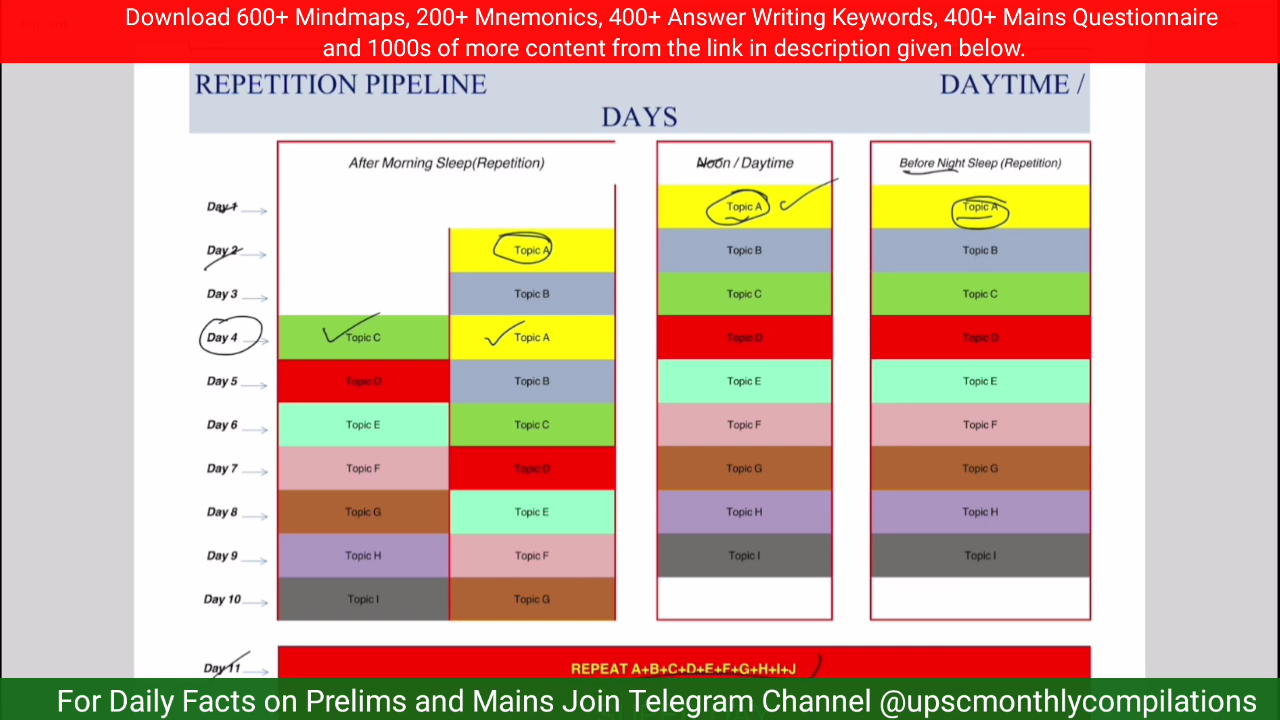 Download 600+ Mindmaps, 200+ Mnemonics, 400+ Answer Writing Keywords, 400+ Mains Questionnaire
and 1000s of more content from the link in description given below.
REPETITION PIPELINE DAYTIME /
DAYS
After Morning Sleep(Repetition) Noon / Daytime Before Night Sleep (Repetition)
Day 1 Topic A Topic A
Day 2 Topic A Topic B Topic B
Day 3 Topic B Topic C Topic C
Day 4 Topic C Topic A Topic D Topic D
Day 5 Topic D Topic B Topic E Topic E
Day 6 Topic E Topic C Topic F Topic F
Day 7 Topic F Topic D Topic G Topic G
Day 8 Topic G Topic E Topic H Topic H
Day 9 Topic H Topic F Topic I Topic I
Day 10 Topic I Topic G
Day 11 REPEAT A+B+C+D+E+F+G+H+I+J
For Daily Facts on Prelims and Mains Join Telegram Channel @upscmonthlycompilations